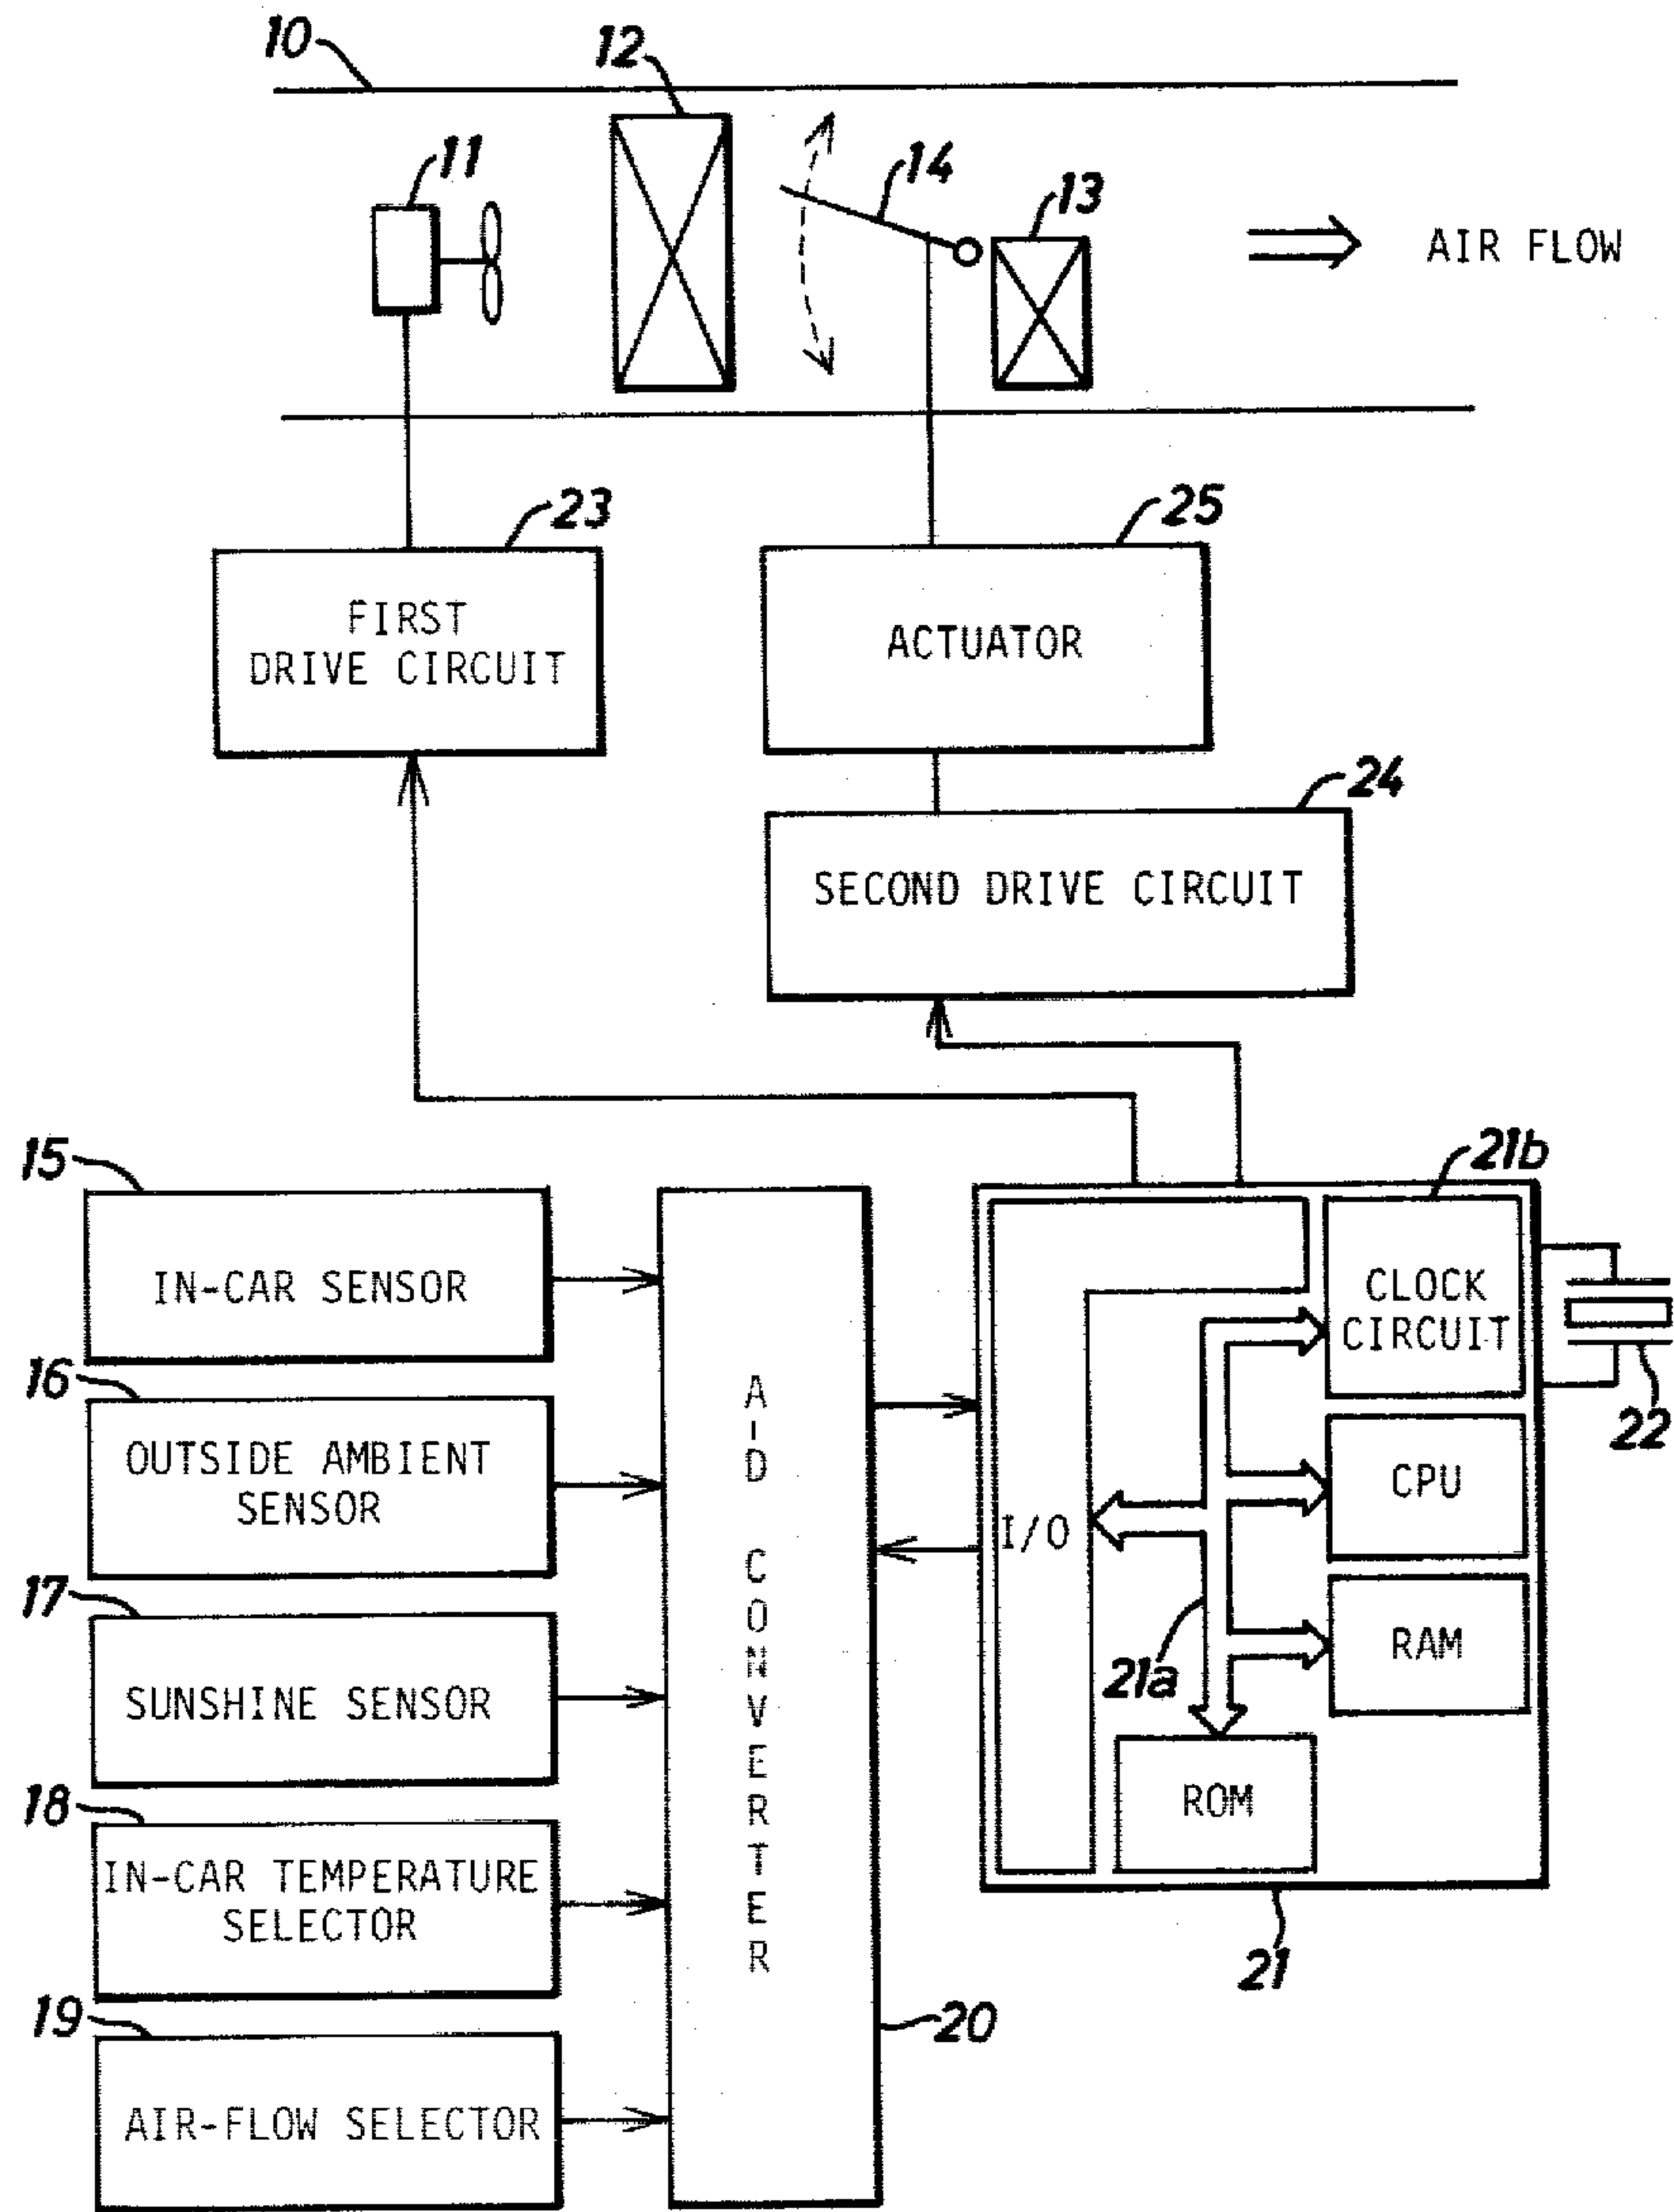 10
12
11
14
13
AIR FLOW
23
25
FIRST
DRIVE CIRCUIT
ACTUATOR
24
SECOND DRIVE CIRCUIT
15
21b
IN-CAR SENSOR
CLOCK
CIRCUIT
16
22
OUTSIDE AMBIENT
SENSOR
A-D CONVERTER
CPU
I/O
17
RAM
21a
SUNSHINE SENSOR
18
ROM
IN-CAR TEMPERATURE
SELECTOR
21
19
20
AIR-FLOW SELECTOR